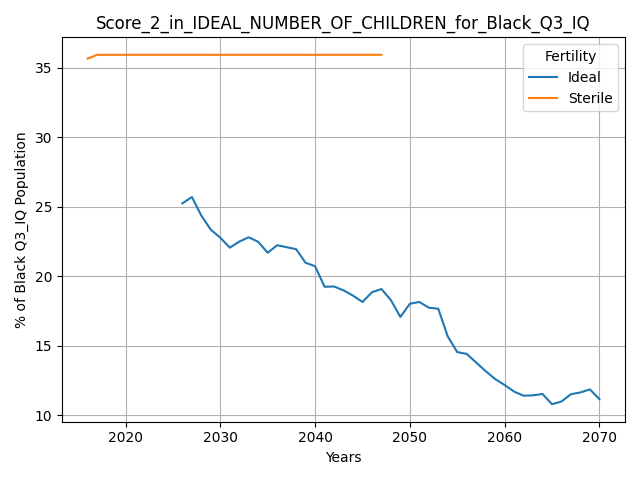 Score_2_in_IDEAL_NUMBER_OF_CHILDREN_for_Black_Q3_IQ
Fertility
Ideal
Sterile
% of Black Q3_IQ Population
35
30
25
20
15
10
2020 2030 2040 2050 2060 2070
Years